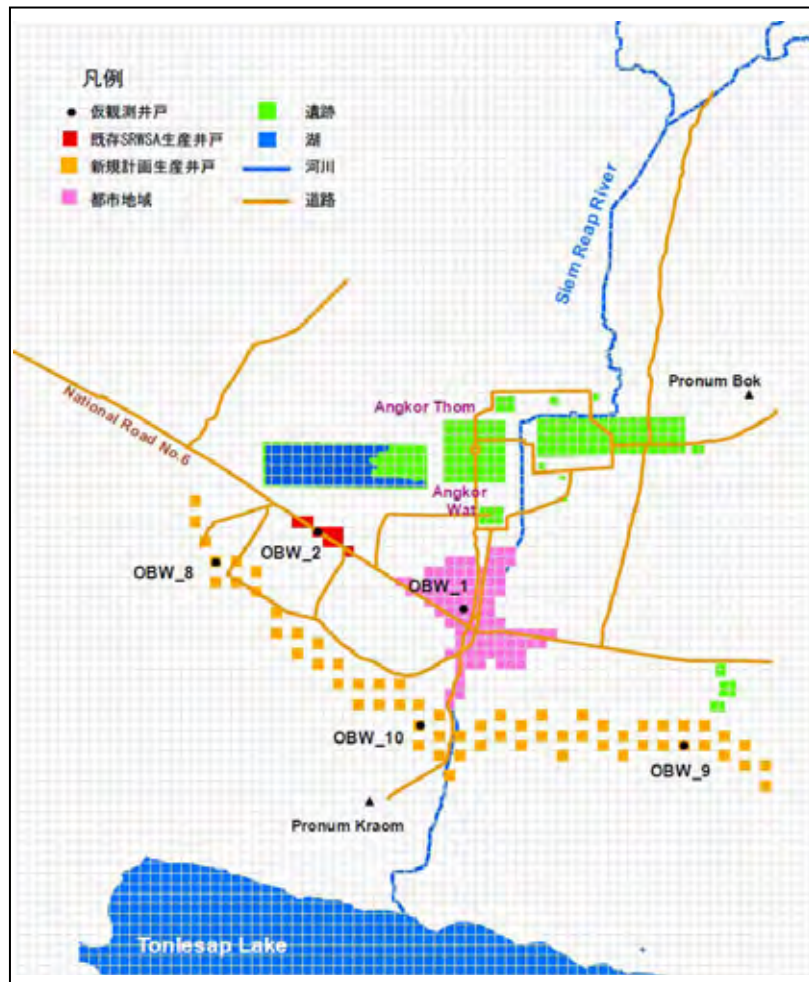 凡例
仮観測井戸
遺跡
既存SRWSA生産井戸
湖
新規計画生産井戸
河川
都市地域
道路
Siem Reap River
Pronum Bok
Angkor Thom
National Road No.6
Angkor
Wat
OBW_2
OBW_8
OBW_1
OBW_10
OBW_9
Pronum Kraom
Tonlesap Lake